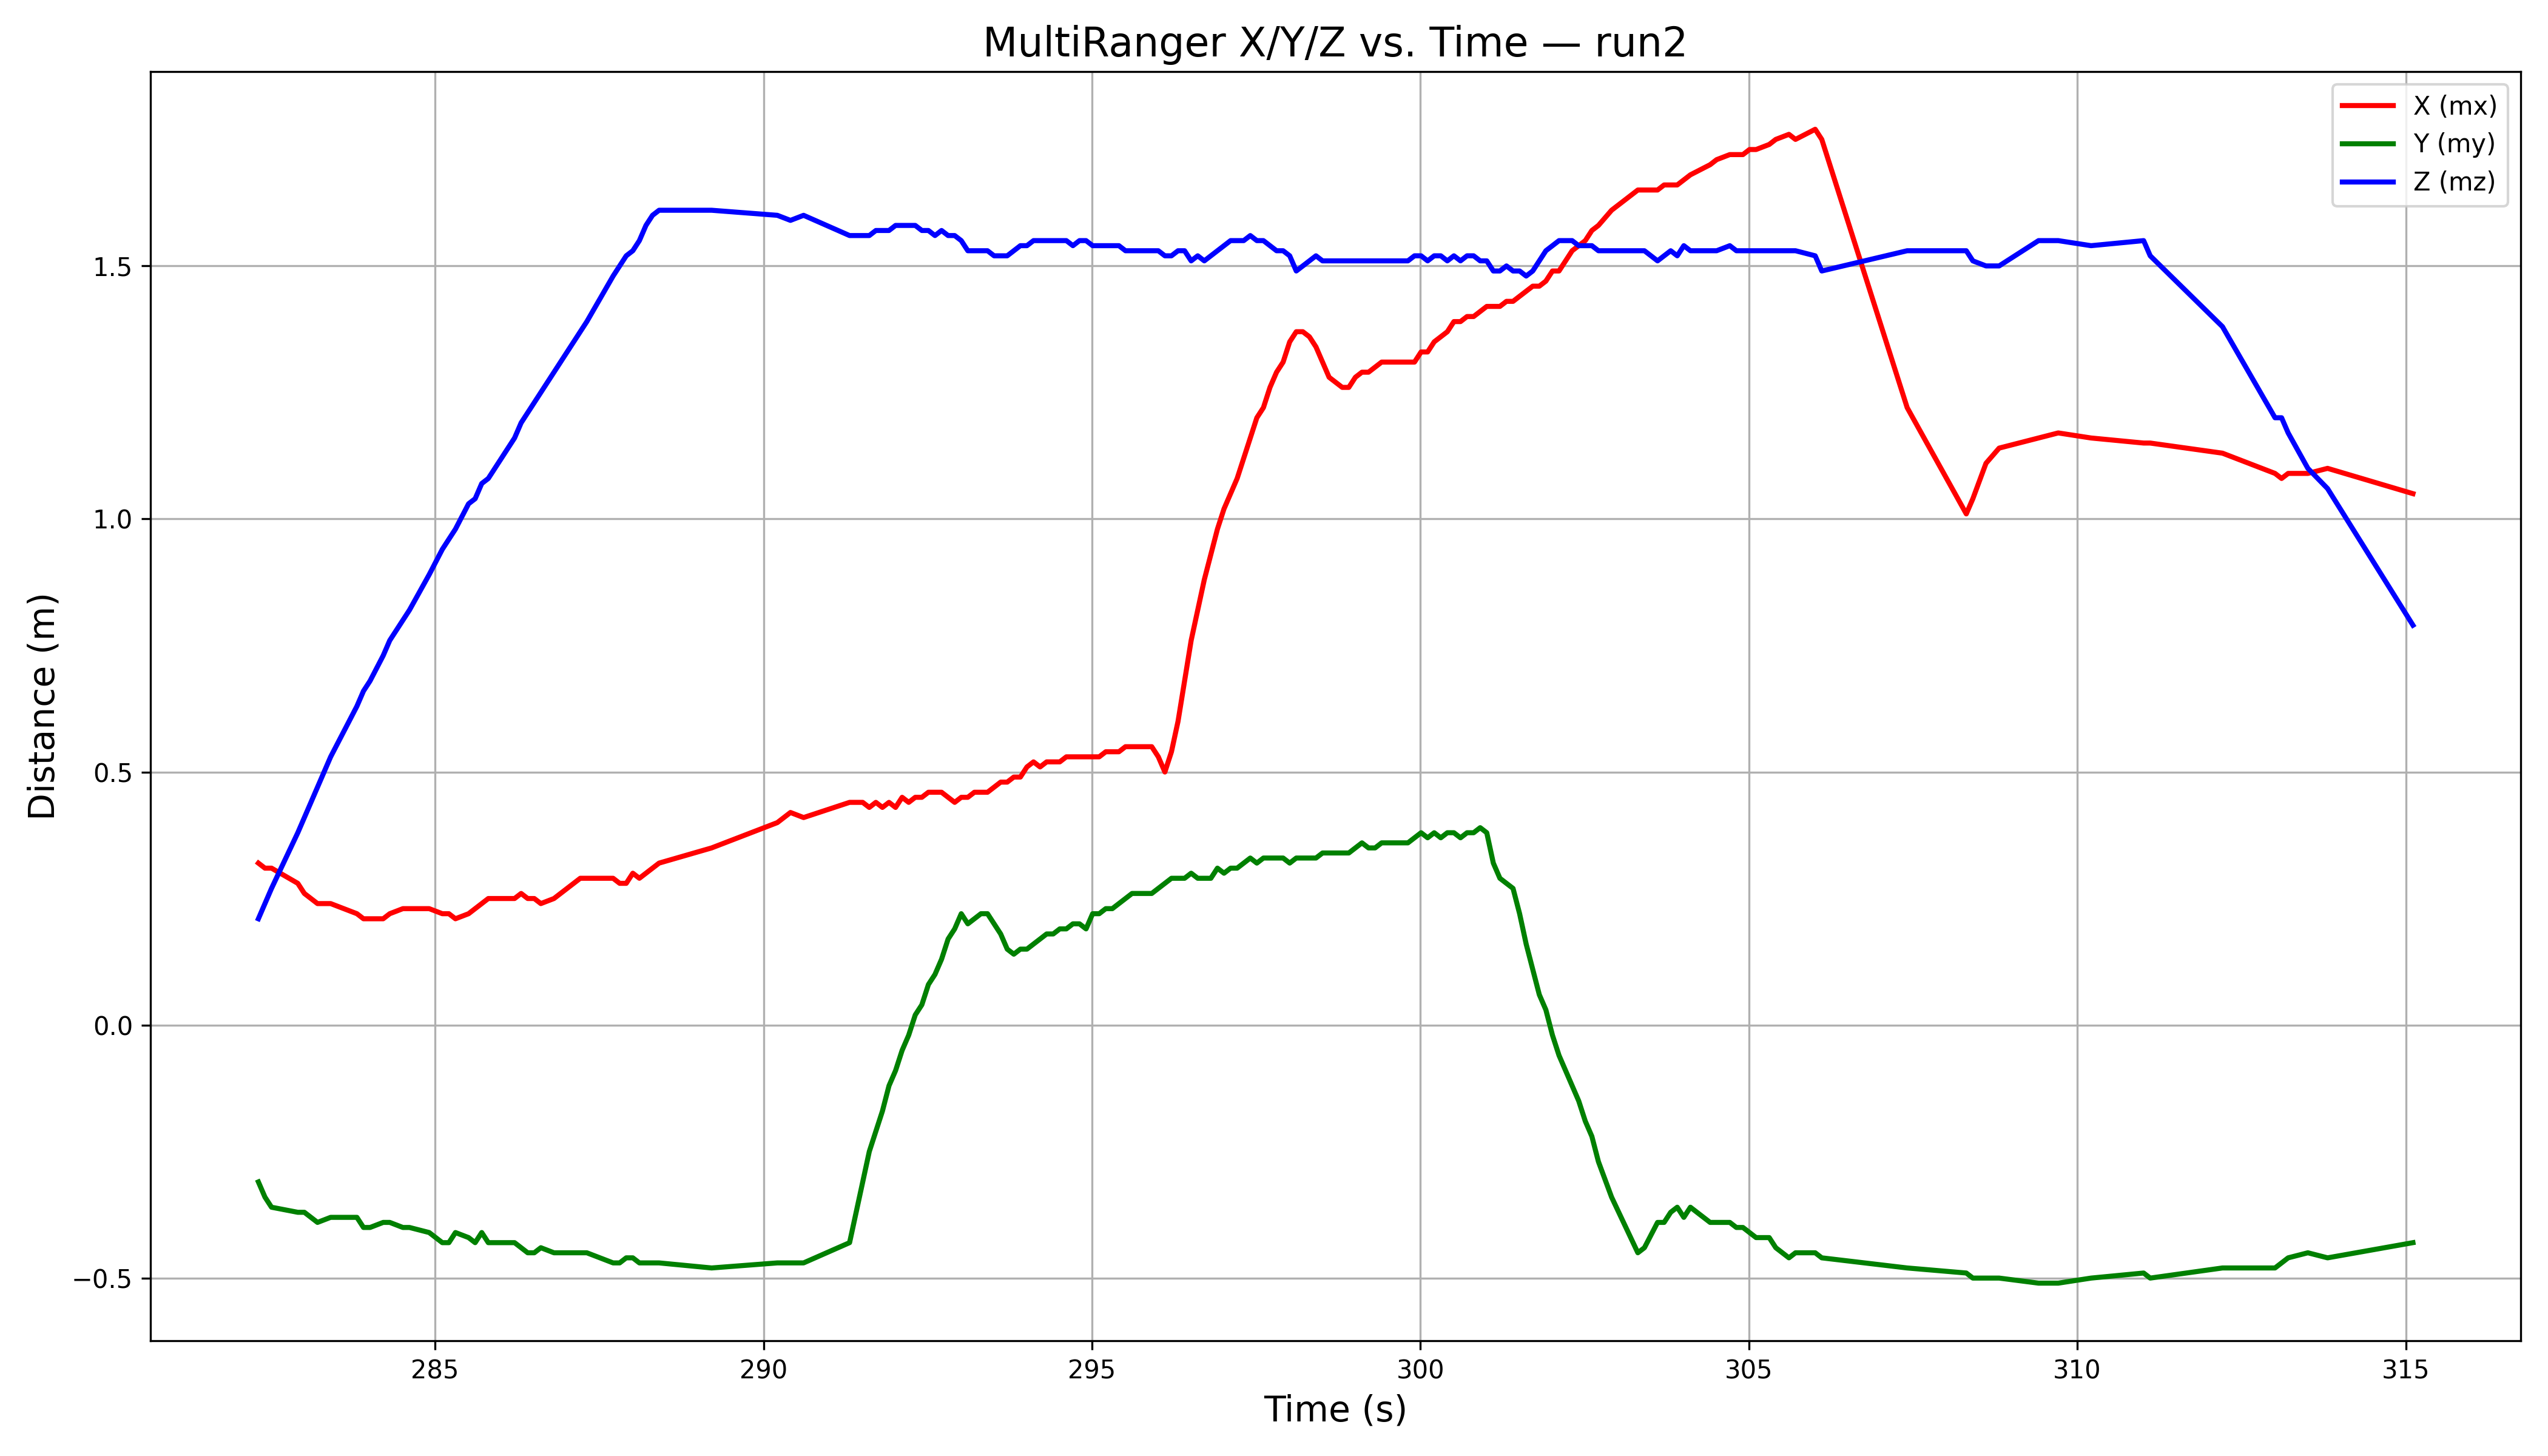 MultiRanger X/Y/Z vs. Time — run2
X (mx)
Y (my)
Z (mz)
Distance (m)
1.5
1.0
0.5
0.0
−0.5
285
290
295
300
305
310
315
Time (s)